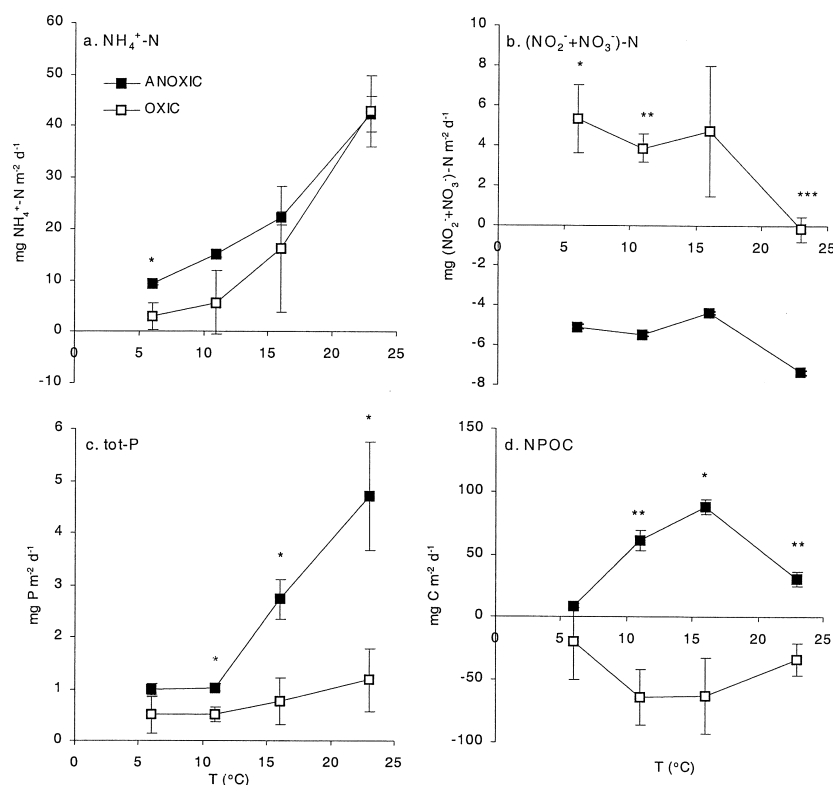 a. NH₄⁺-N
ANOXIC
OXIC
mg NH₄⁺-N m⁻² d⁻¹
60
50
40
30
20
10
0
-10
*
0 5 10 15 20 25
b. (NO₂⁻+NO₃⁻)-N
mg (NO₂⁻+NO₃⁻)-N m⁻² d⁻¹
10
8
6
4
2
0
-2
-4
-6
-8
*
**
***
0 5 10 15 20 25
c. tot-P
mg P m⁻² d⁻¹
6
5
4
3
2
1
0
*
*
*
0 5 10 15 20 25
T (°C)
d. NPOC
mg C m⁻² d⁻¹
150
100
50
0
-50
-100
**
*
**
0 5 10 15 20 25
T (°C)